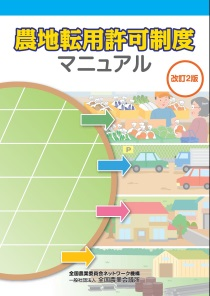 農地転用許可制度
マニュアル
改訂2版
全国農業委員会ネットワーク機構
一般社団法人 全国農業会議所